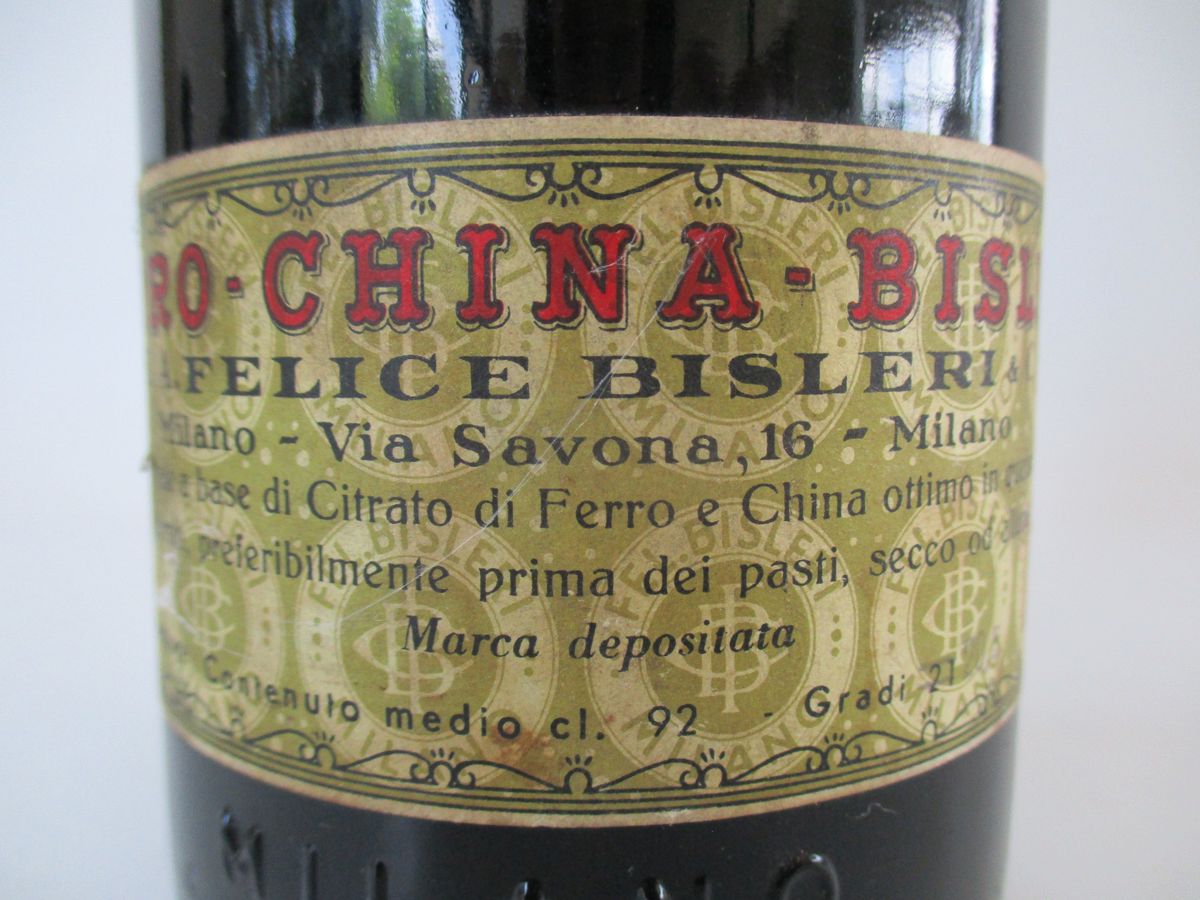 RO-CHINA-BISL
A. FELICE BISLERI & C.
Milano - Via Savona, 16 - Milano
a base di Citrato di Ferro e China ottimo in
preferibilmente prima dei pasti, secco od
Marca depositata
Contenuto medio cl. 92 - Gradi 21
MILANO